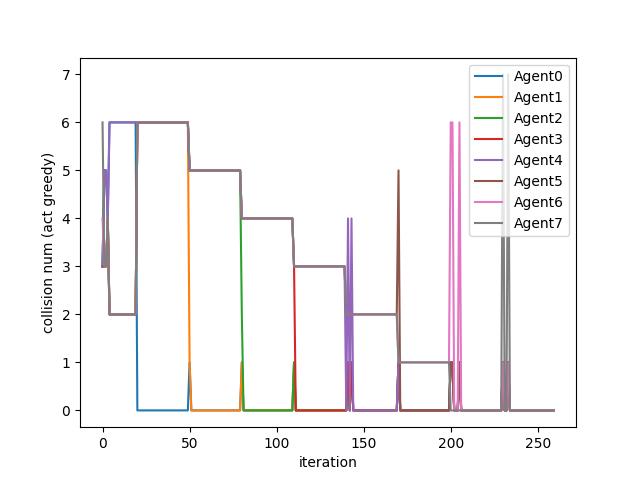 7
6
5
4
3
2
1
0
collision num (act greedy)
0
50
100
150
200
250
iteration
Agent0
Agent1
Agent2
Agent3
Agent4
Agent5
Agent6
Agent7